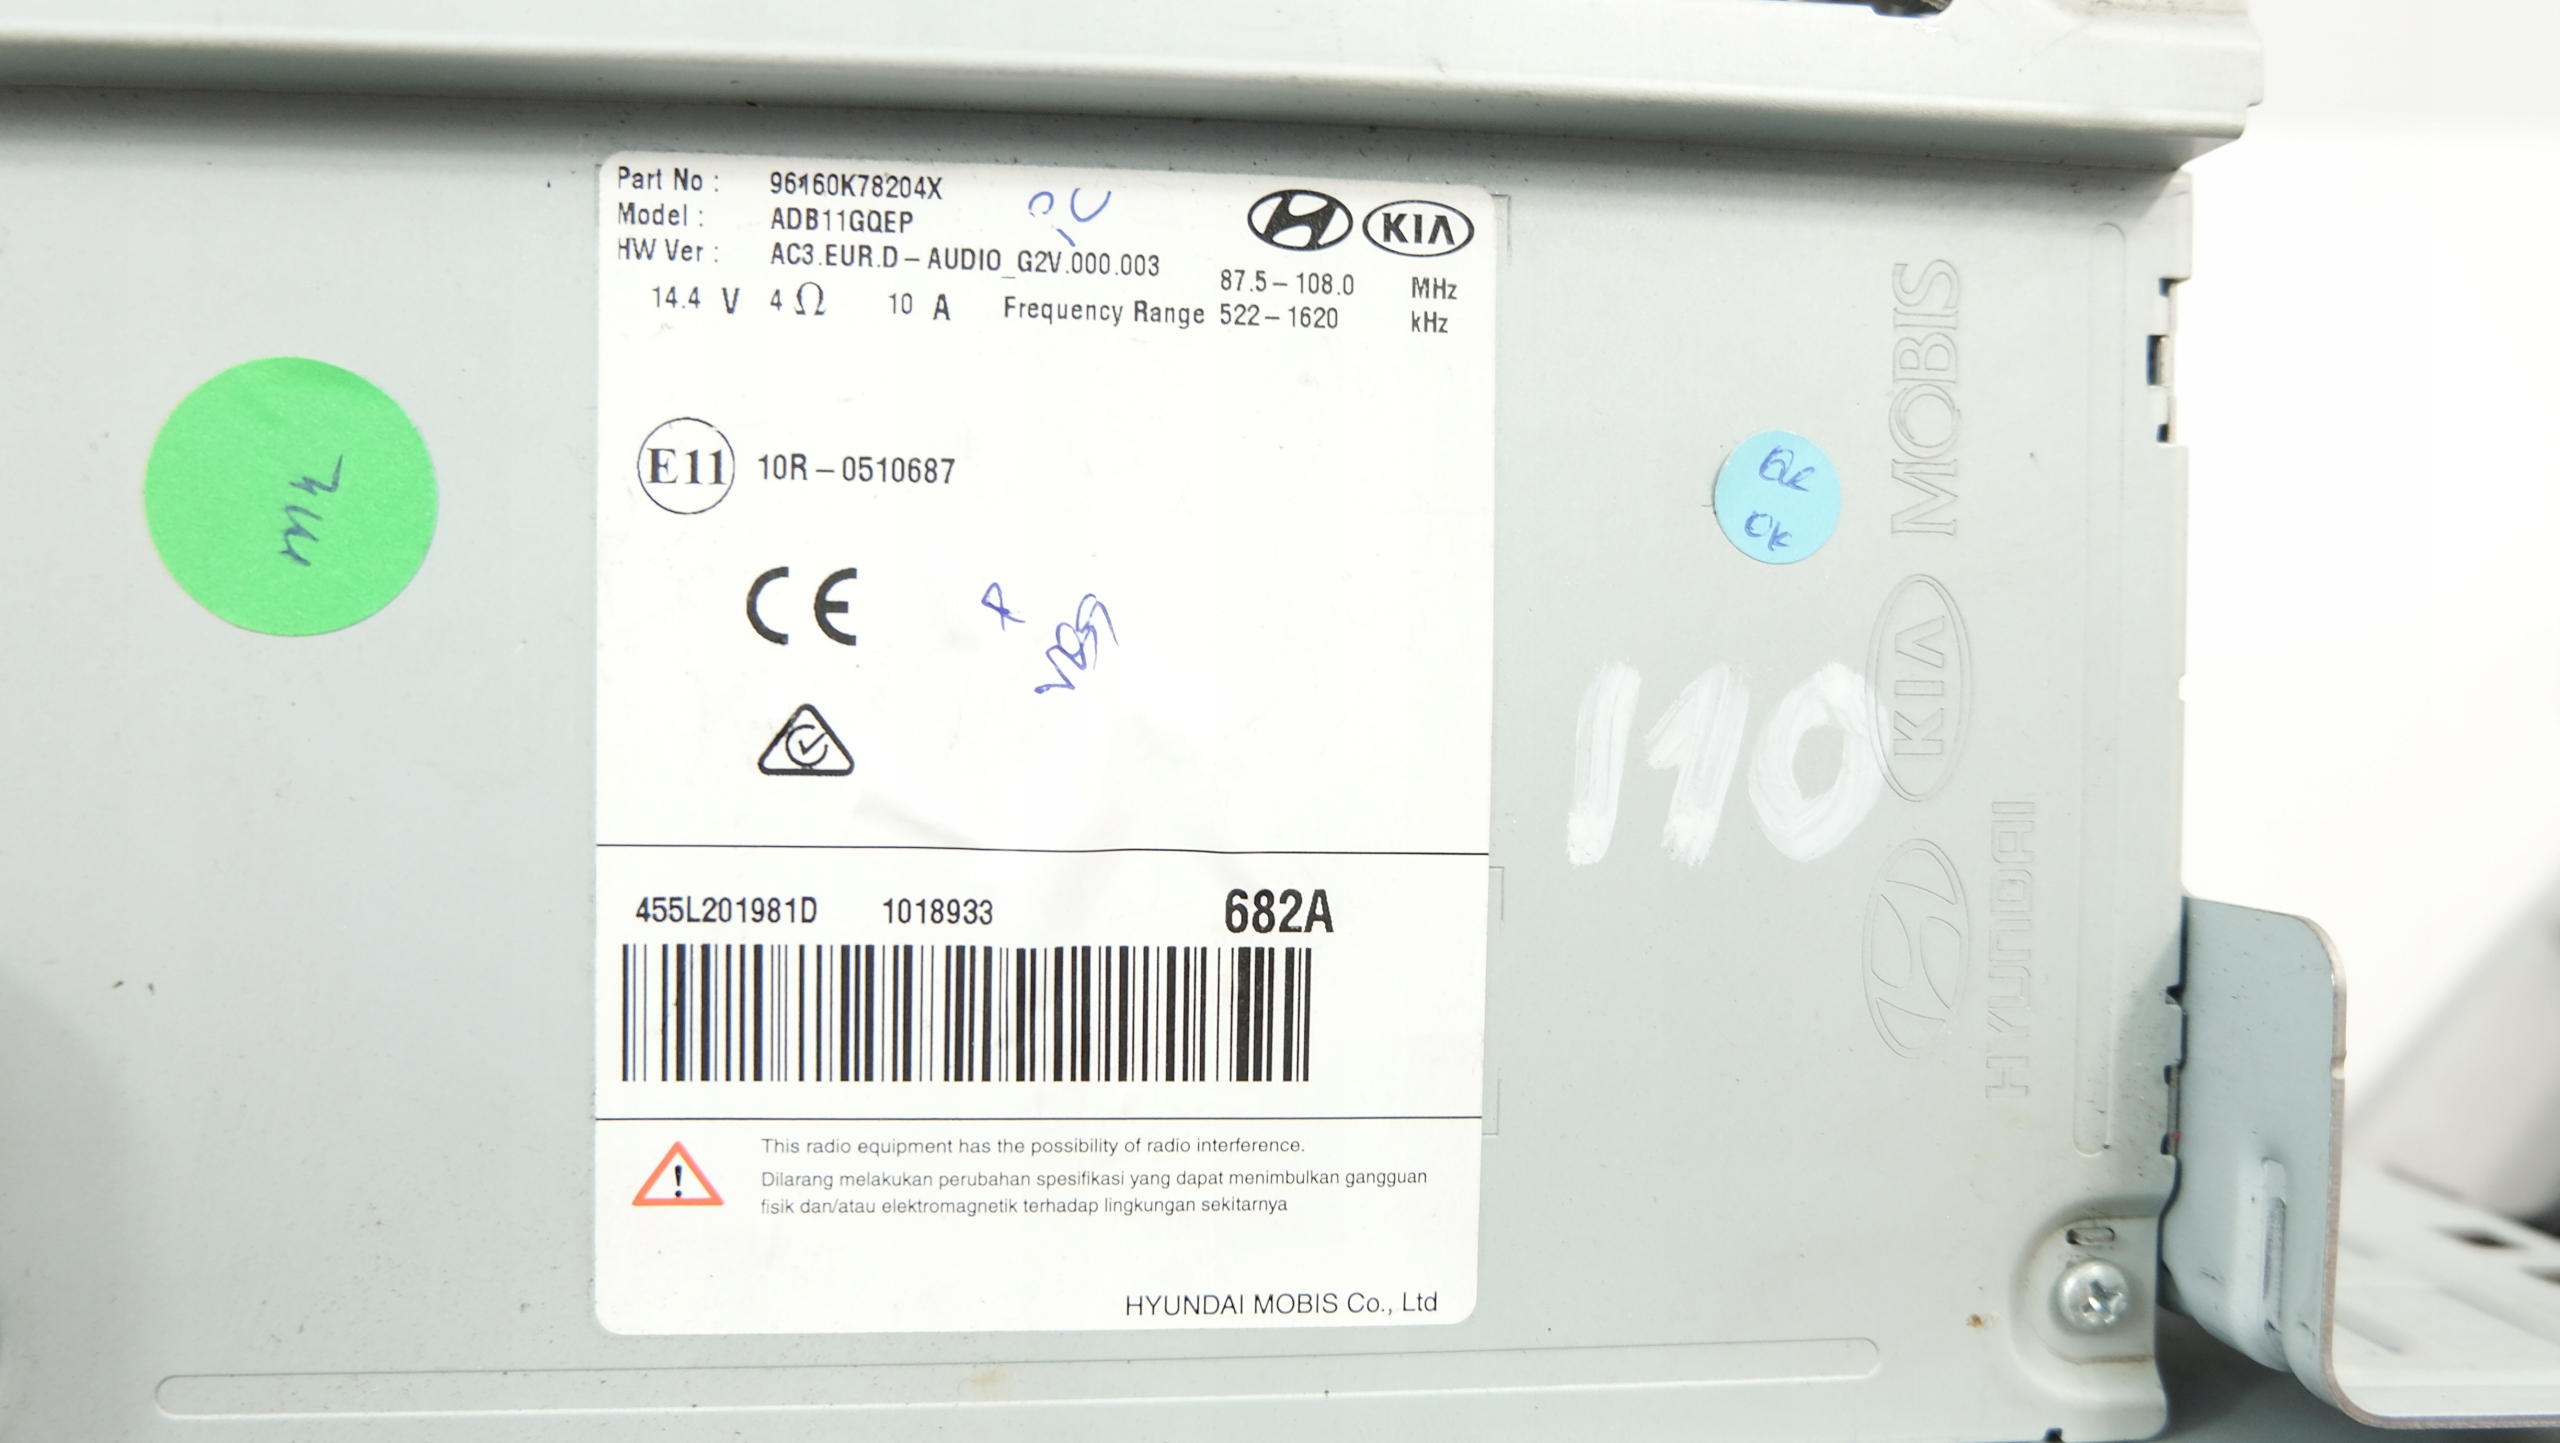 Part No : 96160K78204X
Model : ADB11GQEP
HW Ver : AC3.EUR.D – AUDIO_G2V.000.003
KIA
14.4 V 4 Ω 10 A Frequency Range 87.5 – 108.0 MHz
522 – 1620 kHz
E11 10R – 0510687
CE
455L201981D 1018933 682A
This radio equipment has the possibility of radio interference.
Dilarang melakukan perubahan spesifikasi yang dapat menimbulkan gangguan
fisik dan/atau elektromagnetik terhadap lingkungan sekitarnya
HYUNDAI MOBIS Co., Ltd
OK
110
HYUNDAI
KIA
MOBIS